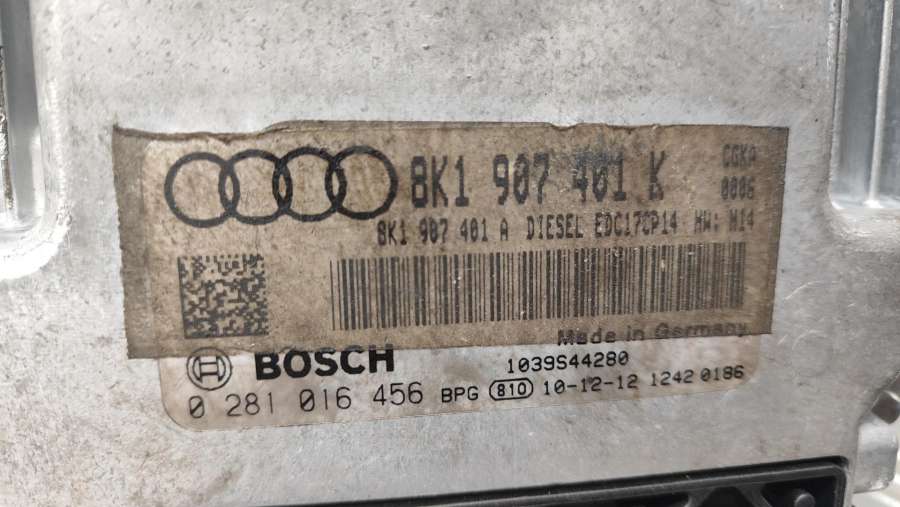 8K1 907 401 K
CGKA
0006
8K1 907 401 A DIESEL EDC17CP14 HW: M14
Made in Germany
BOSCH
1039S44280
0 281 016 456 BPG 810 10-12-12 1242 0186